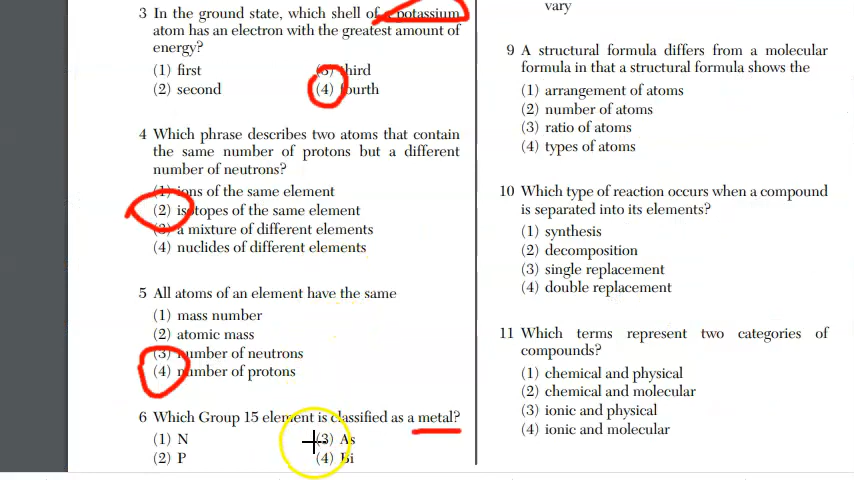 3 In the ground state, which shell of a potassium
atom has an electron with the greatest amount of
energy?
(1) first
(3) third
(2) second
(4) fourth
4 Which phrase describes two atoms that contain
the same number of protons but a different
number of neutrons?
(1) ions of the same element
(2) isotopes of the same element
(3) a mixture of different elements
(4) nuclides of different elements
5 All atoms of an element have the same
(1) mass number
(2) atomic mass
(3) number of neutrons
(4) number of protons
6 Which Group 15 element is classified as a metal?
(1) N
(3) As
(2) P
(4) Bi
vary
9 A structural formula differs from a molecular
formula in that a structural formula shows the
(1) arrangement of atoms
(2) number of atoms
(3) ratio of atoms
(4) types of atoms
10 Which type of reaction occurs when a compound
is separated into its elements?
(1) synthesis
(2) decomposition
(3) single replacement
(4) double replacement
11 Which terms represent two categories of
compounds?
(1) chemical and physical
(2) chemical and molecular
(3) ionic and physical
(4) ionic and molecular